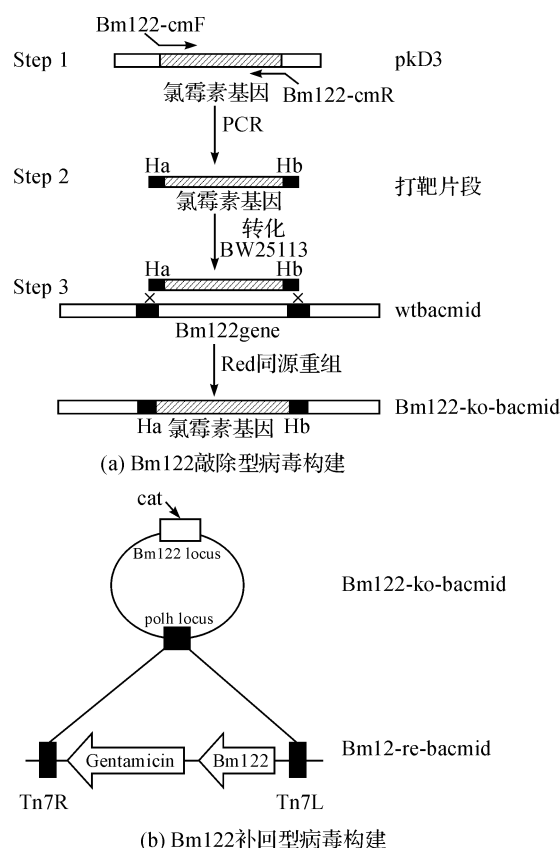 Bm122-cmF
Step 1
pkD3
氯霉素基因
Bm122-cmR
PCR
Step 2
Ha
Hb
打靶片段
氯霉素基因
转化
BW25113
Step 3
Ha
Hb
wtbacmid
Bm122gene
Red同源重组
Bm122-ko-bacmid
Ha
氯霉素基因
Hb
(a) Bm122敲除型病毒构建
cat
Bm122 locus
Bm122-ko-bacmid
polh locus
Bm12-re-bacmid
Gentamicin
Bm122
Tn7R
Tn7L
(b) Bm122补回型病毒构建